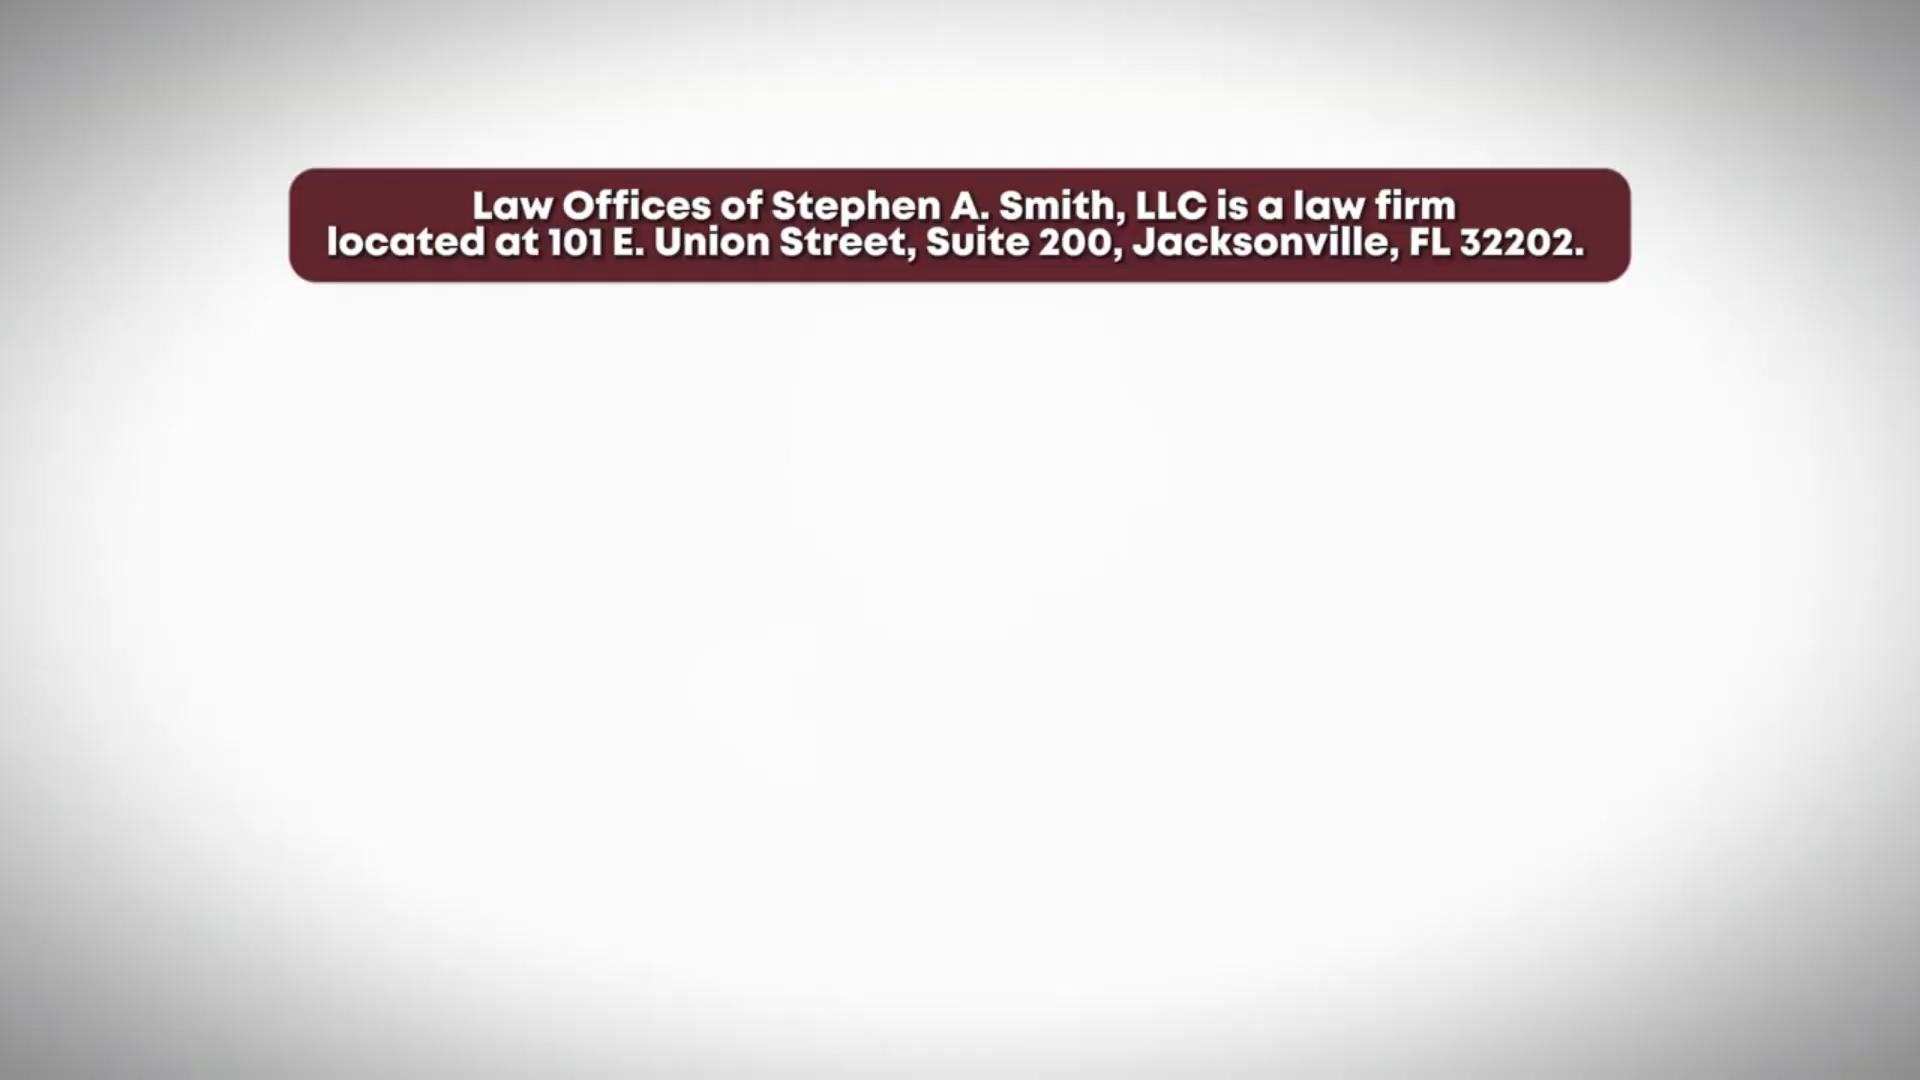 Law Offices of Stephen A. Smith, LLC is a law firm
located at 101 E. Union Street, Suite 200, Jacksonville, FL 32202.